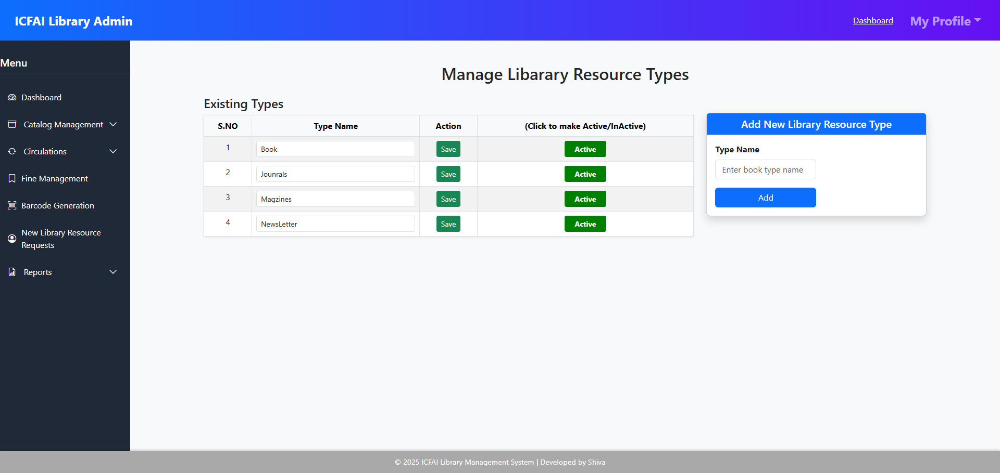 ICFAI Library Admin
Dashboard
My Profile
Menu
Dashboard
Catalog Management
Circulations
Fine Management
Barcode Generation
New Library Resource
Requests
Reports
Manage Libarary Resource Types
Existing Types
S.NO Type Name Action (Click to make Active/InActive)
1 Book Save Active
2 Jounrals Save Active
3 Magzines Save Active
4 NewsLetter Save Active
Add New Library Resource Type
Type Name
Enter book type name
Add
© 2025 ICFAI Library Management System | Developed by Shiva